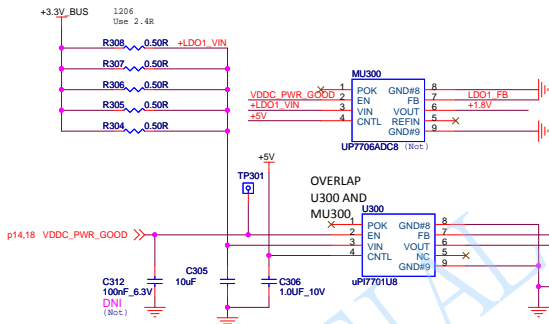 +3.3V_BUS
1206
Use 2.4R
R308 0.50R +LDO1_VIN
R307 0.50R
R306 0.50R
R305 0.50R
R304 0.50R
MU300
VDDC_PWR_GOOD 1 POK GND#8 8
2 EN FB 7 LDO1_FB
+LDO1_VIN 3 VIN VOUT 6 +1.8V
+5V 4 CNTL REFIN 5
GND#9 9
UP7706ADC8 (Not)
+5V
TP301
OVERLAP
U300 AND
MU300
U300
1 POK GND#8 8
p14,18 VDDC_PWR_GOOD 2 EN FB 7
3 VIN VOUT 6
4 CNTL NC 5
GND#9 9
uPI7701U8
C312
100nF_6.3V
DNI
(Not)
C305
10uF
C306
1.0UF_10V